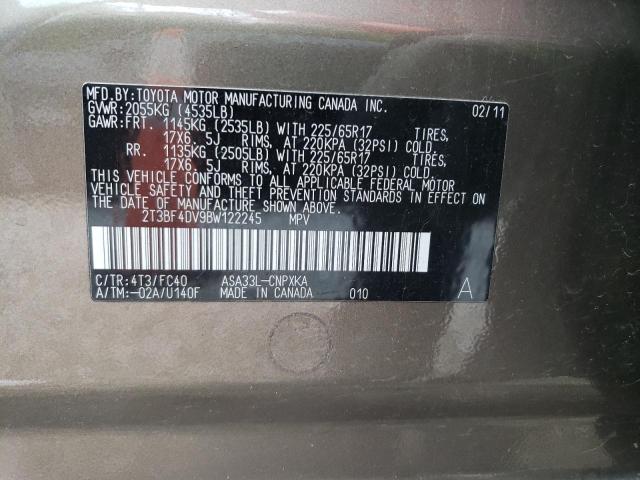 MFD.BY:TOYOTA MOTOR MANUFACTURING CANADA INC.
GVWR:2055KG (4535LB) 02/11
GAWR:FRT. 1145KG (2535LB) WITH 225/65R17 TIRES,
17X6. 5J RIMS, AT 220KPA (32PSI) COLD.
RR. 1135KG (2505LB) WITH 225/65R17 TIRES,
17X6. 5J RIMS, AT 220KPA (32PSI) COLD.
THIS VEHICLE CONFORMS TO ALL APPLICABLE FEDERAL MOTOR
VEHICLE SAFETY AND THEFT PREVENTION STANDARDS IN EFFECT ON
THE DATE OF MANUFACTURE SHOWN ABOVE.
2T3BF4DV9BW122245 MPV
C/TR:4T3/FC40 ASA33L-CNPXKA
A/TM:-02A/U140F MADE IN CANADA 010 A